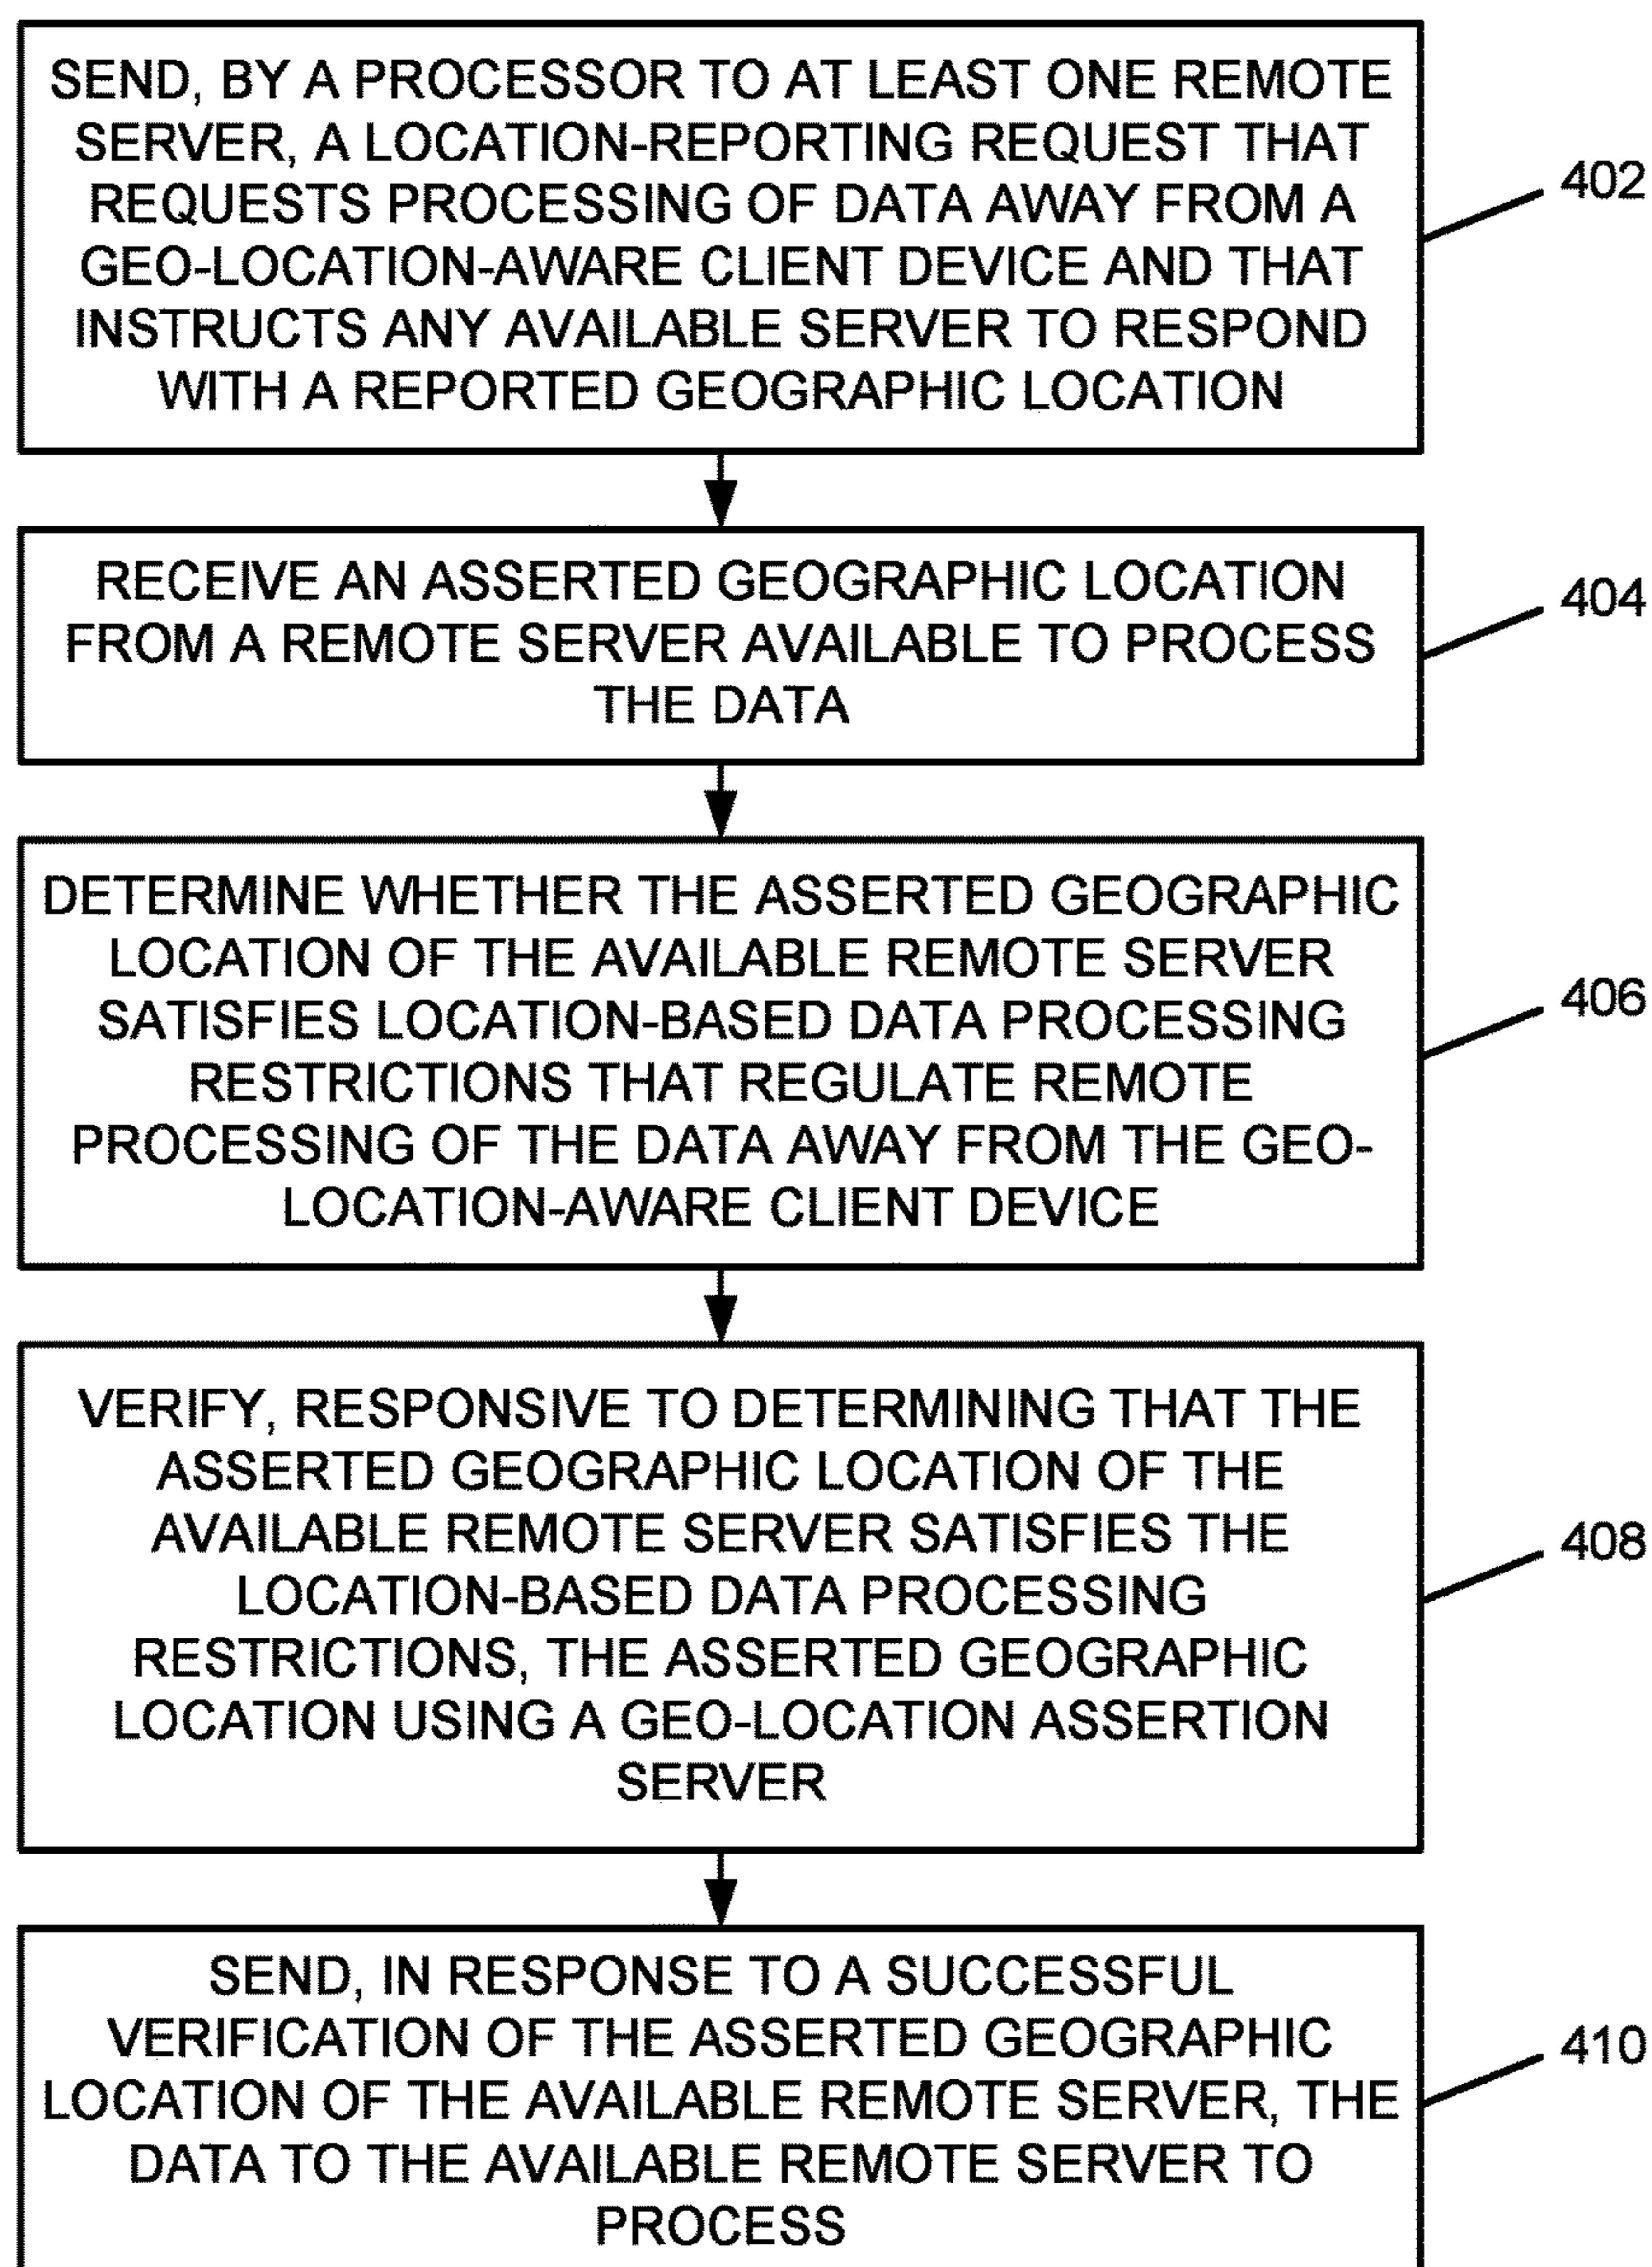 SEND, BY A PROCESSOR TO AT LEAST ONE REMOTE
SERVER, A LOCATION-REPORTING REQUEST THAT
REQUESTS PROCESSING OF DATA AWAY FROM A
GEO-LOCATION-AWARE CLIENT DEVICE AND THAT
INSTRUCTS ANY AVAILABLE SERVER TO RESPOND
WITH A REPORTED GEOGRAPHIC LOCATION
402
RECEIVE AN ASSERTED GEOGRAPHIC LOCATION
FROM A REMOTE SERVER AVAILABLE TO PROCESS
THE DATA
404
DETERMINE WHETHER THE ASSERTED GEOGRAPHIC
LOCATION OF THE AVAILABLE REMOTE SERVER
SATISFIES LOCATION-BASED DATA PROCESSING
RESTRICTIONS THAT REGULATE REMOTE
PROCESSING OF THE DATA AWAY FROM THE GEO-
LOCATION-AWARE CLIENT DEVICE
406
VERIFY, RESPONSIVE TO DETERMINING THAT THE
ASSERTED GEOGRAPHIC LOCATION OF THE
AVAILABLE REMOTE SERVER SATISFIES THE
LOCATION-BASED DATA PROCESSING
RESTRICTIONS, THE ASSERTED GEOGRAPHIC
LOCATION USING A GEO-LOCATION ASSERTION
SERVER
408
SEND, IN RESPONSE TO A SUCCESSFUL
VERIFICATION OF THE ASSERTED GEOGRAPHIC
LOCATION OF THE AVAILABLE REMOTE SERVER, THE
DATA TO THE AVAILABLE REMOTE SERVER TO
PROCESS
410